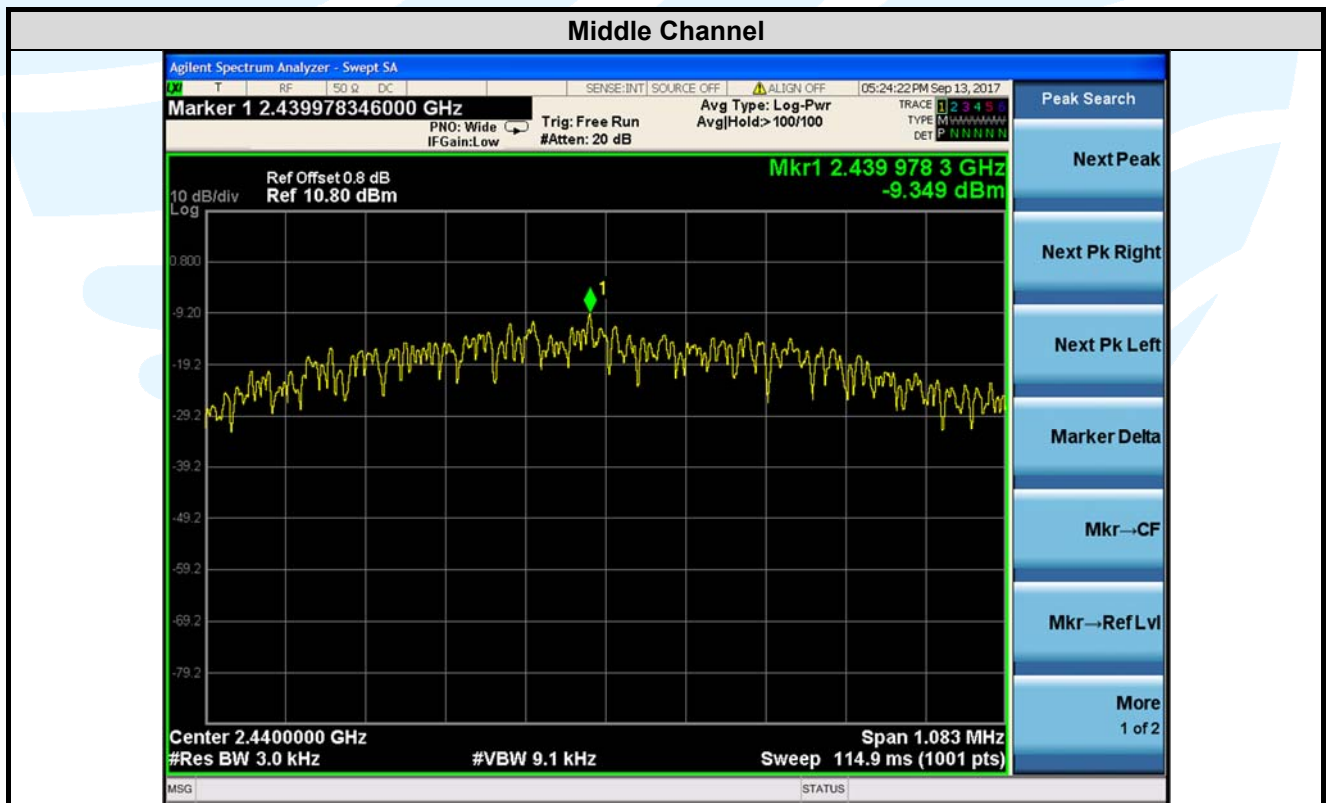 Middle Channel
Agilent Spectrum Analyzer - Swept SA
LXI T RF 50 Ω DC SENSE:INT SOURCE OFF ALIGN OFF 05:24:22 PM Sep 13, 2017
Marker 1 2.439978346000 GHz
PNO: Wide
IFGain:Low
Trig: Free Run
#Atten: 20 dB
Avg Type: Log-Pwr
Avg|Hold:> 100/100
TRACE 1 2 3 4 5 6
TYPE M WWWWW
DET P N N N N N
Peak Search
Mkr1 2.439 978 3 GHz
-9.349 dBm
Ref Offset 0.8 dB
10 dB/div Ref 10.80 dBm
Log
0.800
-9.20
-19.2
-29.2
-39.2
-49.2
-59.2
-69.2
-79.2
1
Center 2.4400000 GHz Span 1.083 MHz
#Res BW 3.0 kHz #VBW 9.1 kHz Sweep 114.9 ms (1001 pts)
Next Peak
Next Pk Right
Next Pk Left
Marker Delta
Mkr→CF
Mkr→Ref Lvl
More
1 of 2
MSG STATUS